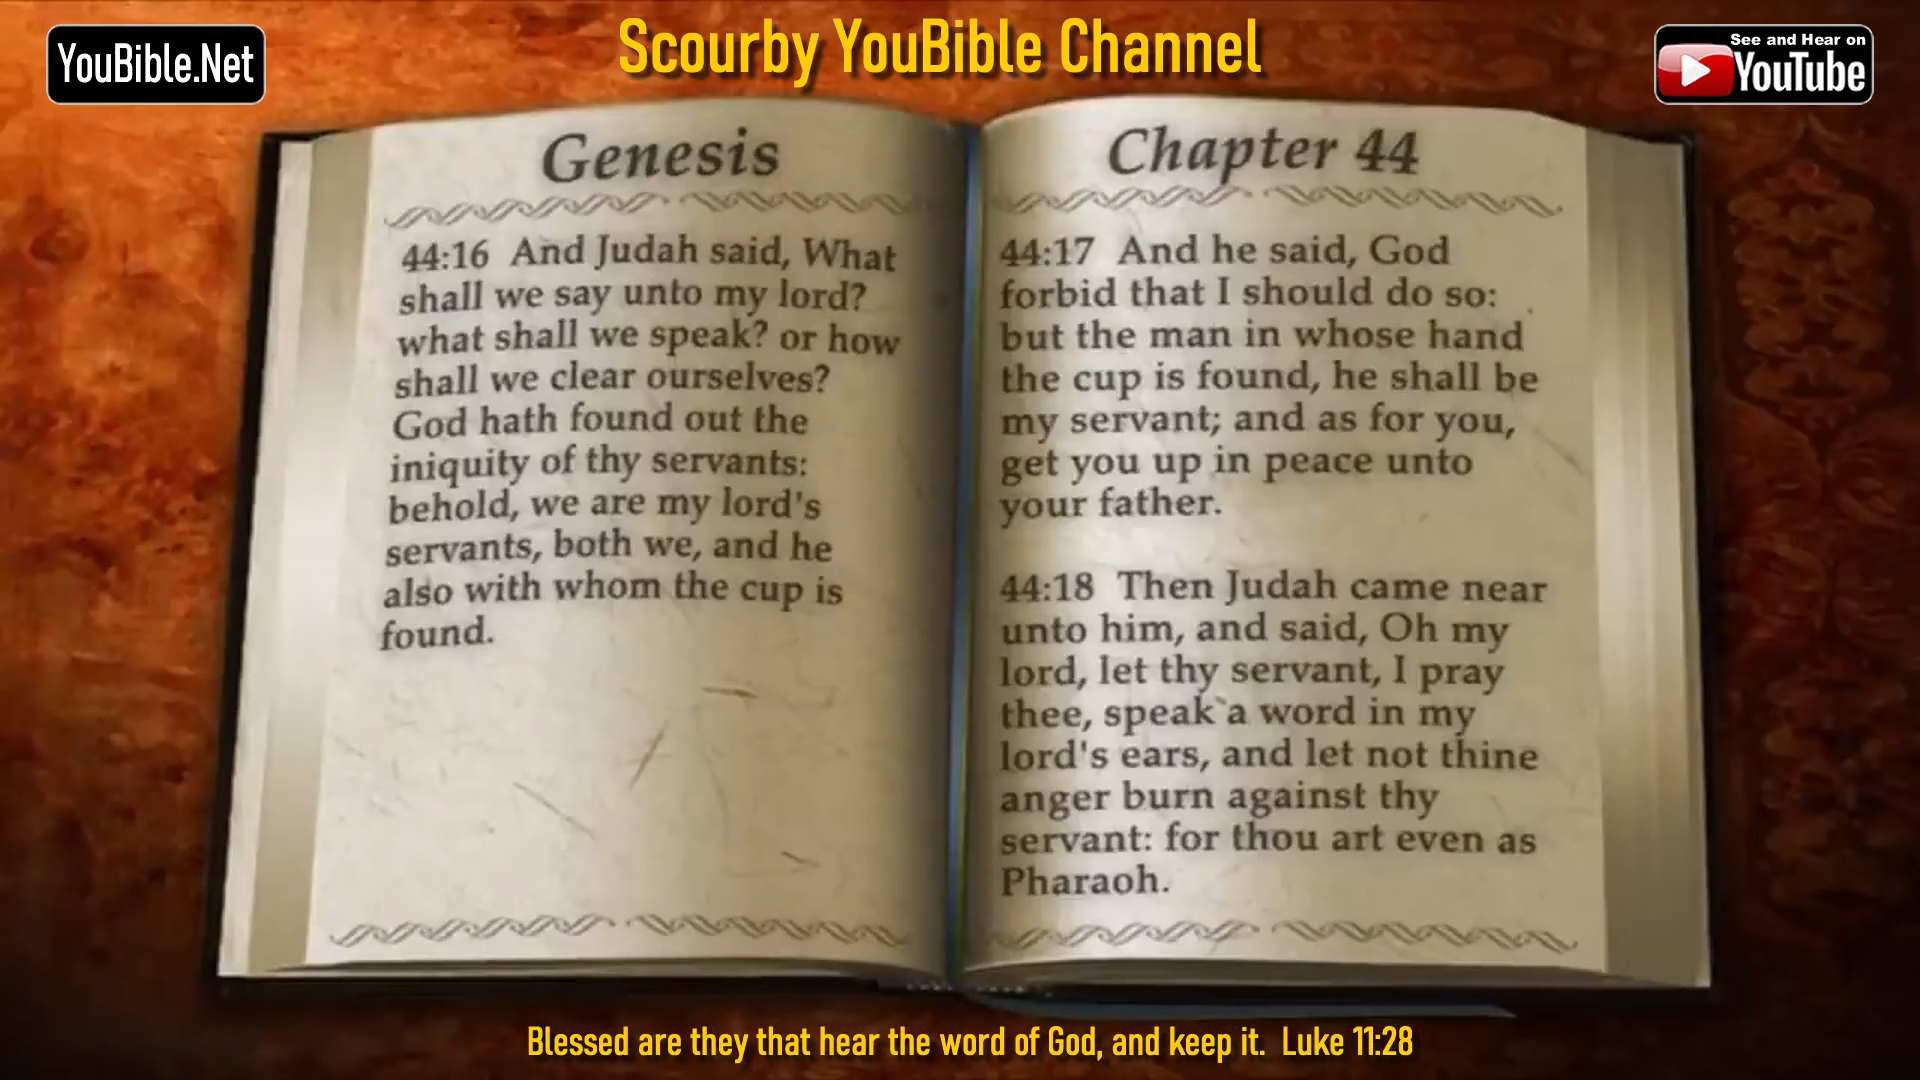 YouBible.Net
Scourby YouBible Channel
See and Hear on
YouTube
Genesis
44:16 And Judah said, What
shall we say unto my lord?
what shall we speak? or how
shall we clear ourselves?
God hath found out the
iniquity of thy servants:
behold, we are my lord's
servants, both we, and he
also with whom the cup is
found.
Chapter 44
44:17 And he said, God
forbid that I should do so:
but the man in whose hand
the cup is found, he shall be
my servant; and as for you,
get you up in peace unto
your father.
44:18 Then Judah came near
unto him, and said, Oh my
lord, let thy servant, I pray
thee, speak a word in my
lord's ears, and let not thine
anger burn against thy
servant: for thou art even as
Pharaoh.
Blessed are they that hear the word of God, and keep it. Luke 11:28